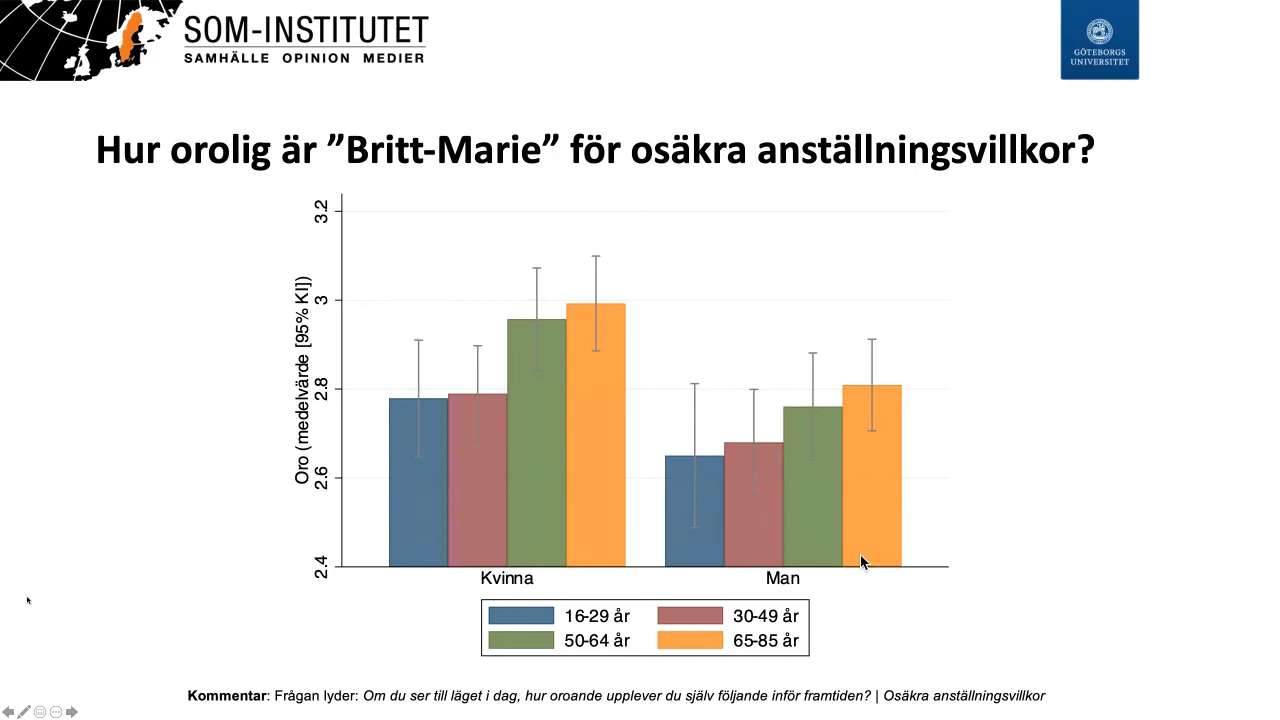 SOM-INSTITUTET
SAMHÄLLE OPINION MEDIER
GÖTEBORGS
UNIVERSITET
Hur orolig är ”Britt-Marie” för osäkra anställningsvillkor?
Oro (medelvärde [95% KI])
3.2
3
2.8
2.6
2.4
Kvinna
Man
16-29 år
30-49 år
50-64 år
65-85 år
Kommentar: Frågan lyder: Om du ser till läget i dag, hur oroande upplever du själv följande inför framtiden? | Osäkra anställningsvillkor